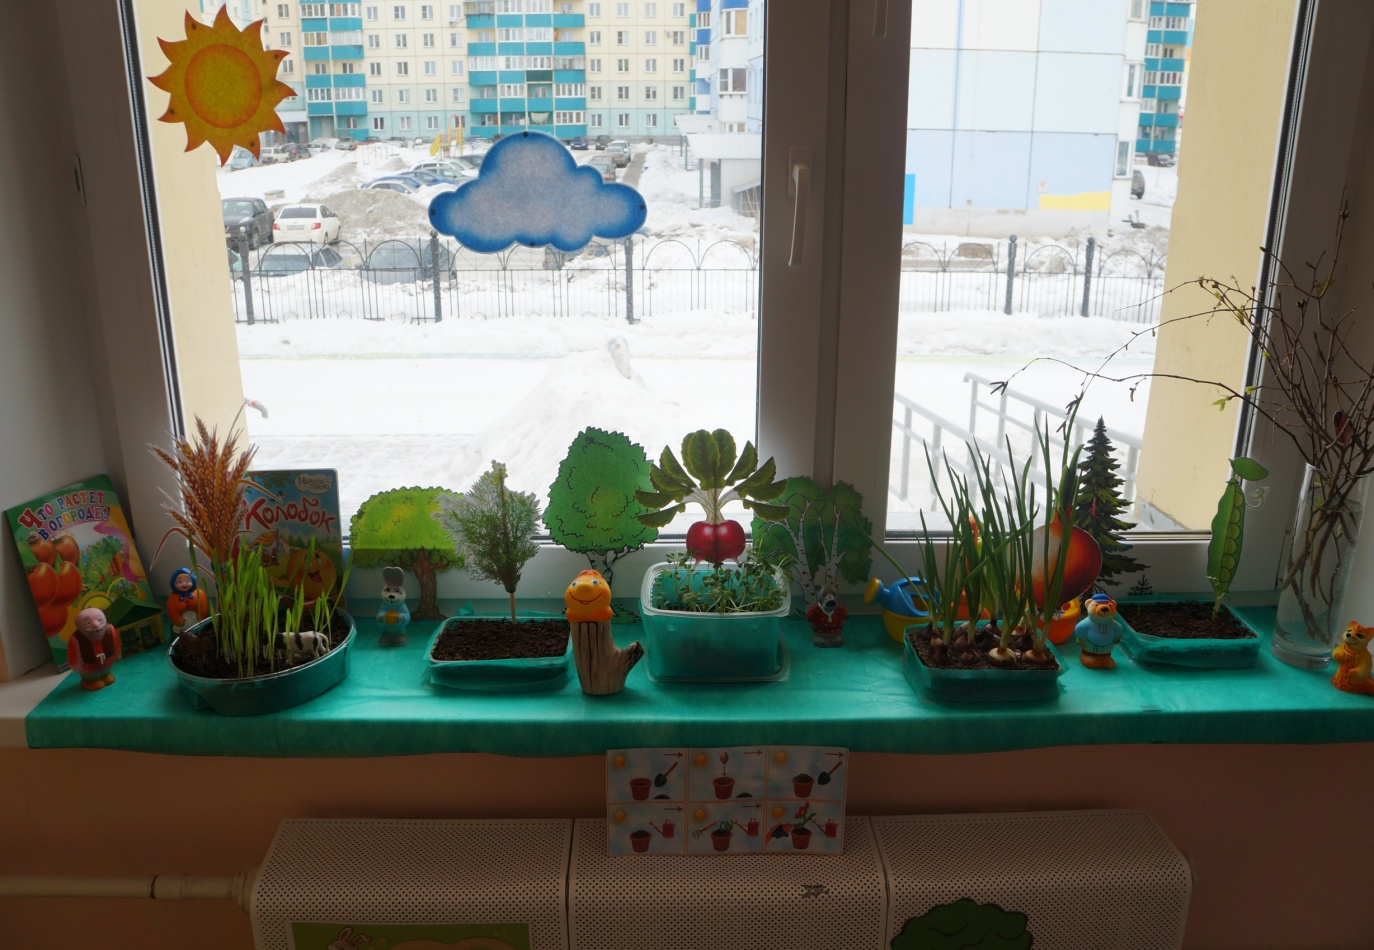 Что растет
в огороде?
Колобок